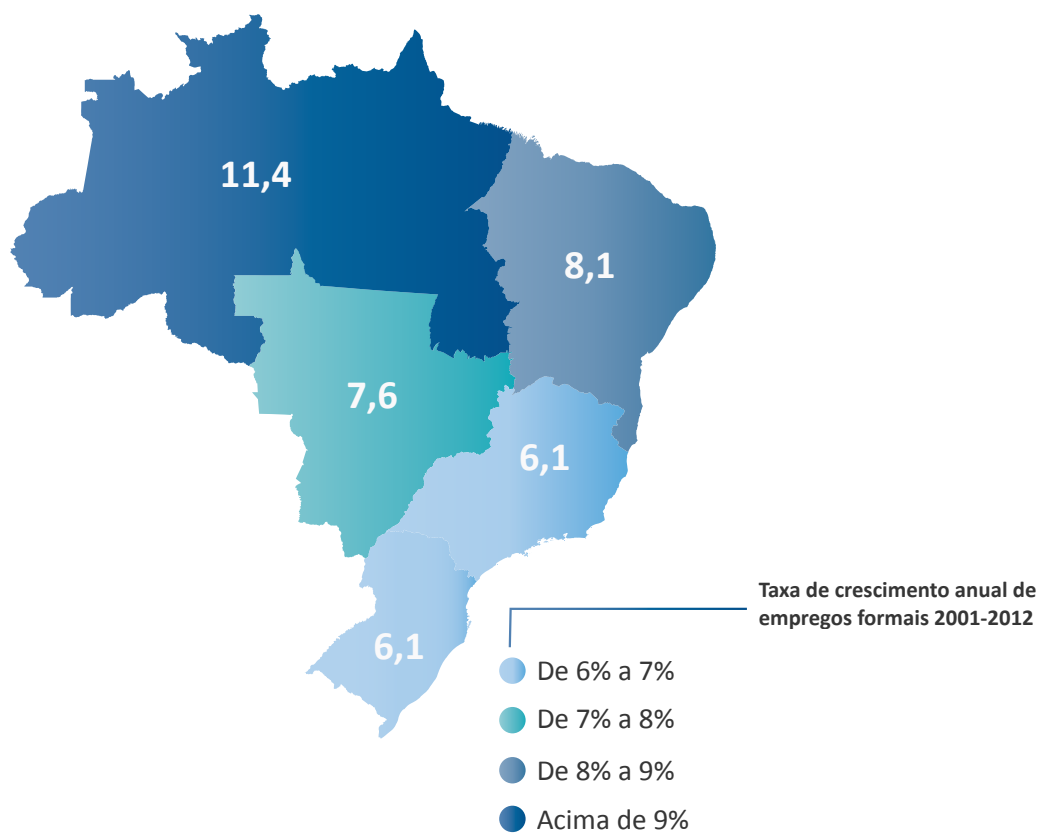 11,4
8,1
7,6
6,1
6,1
Taxa de crescimento anual de
empregos formais 2001-2012
De 6% a 7%
De 7% a 8%
De 8% a 9%
Acima de 9%